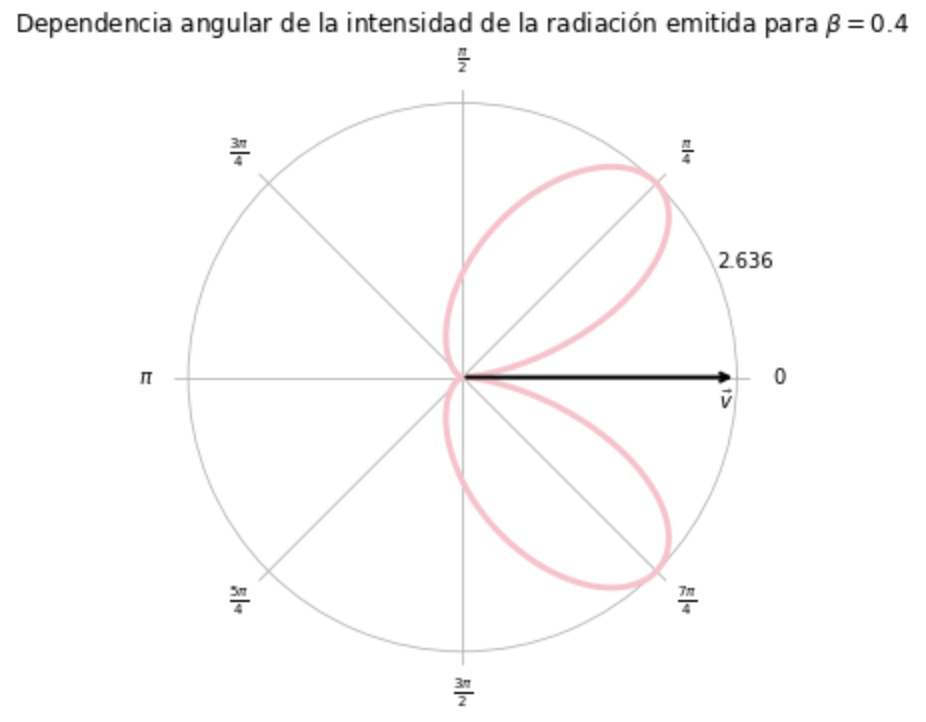 Dependencia angular de la intensidad de la radiación emitida para β = 0.4
π/2
3π/4
π/4
2.636
π
0
v⃗
5π/4
7π/4
3π/2